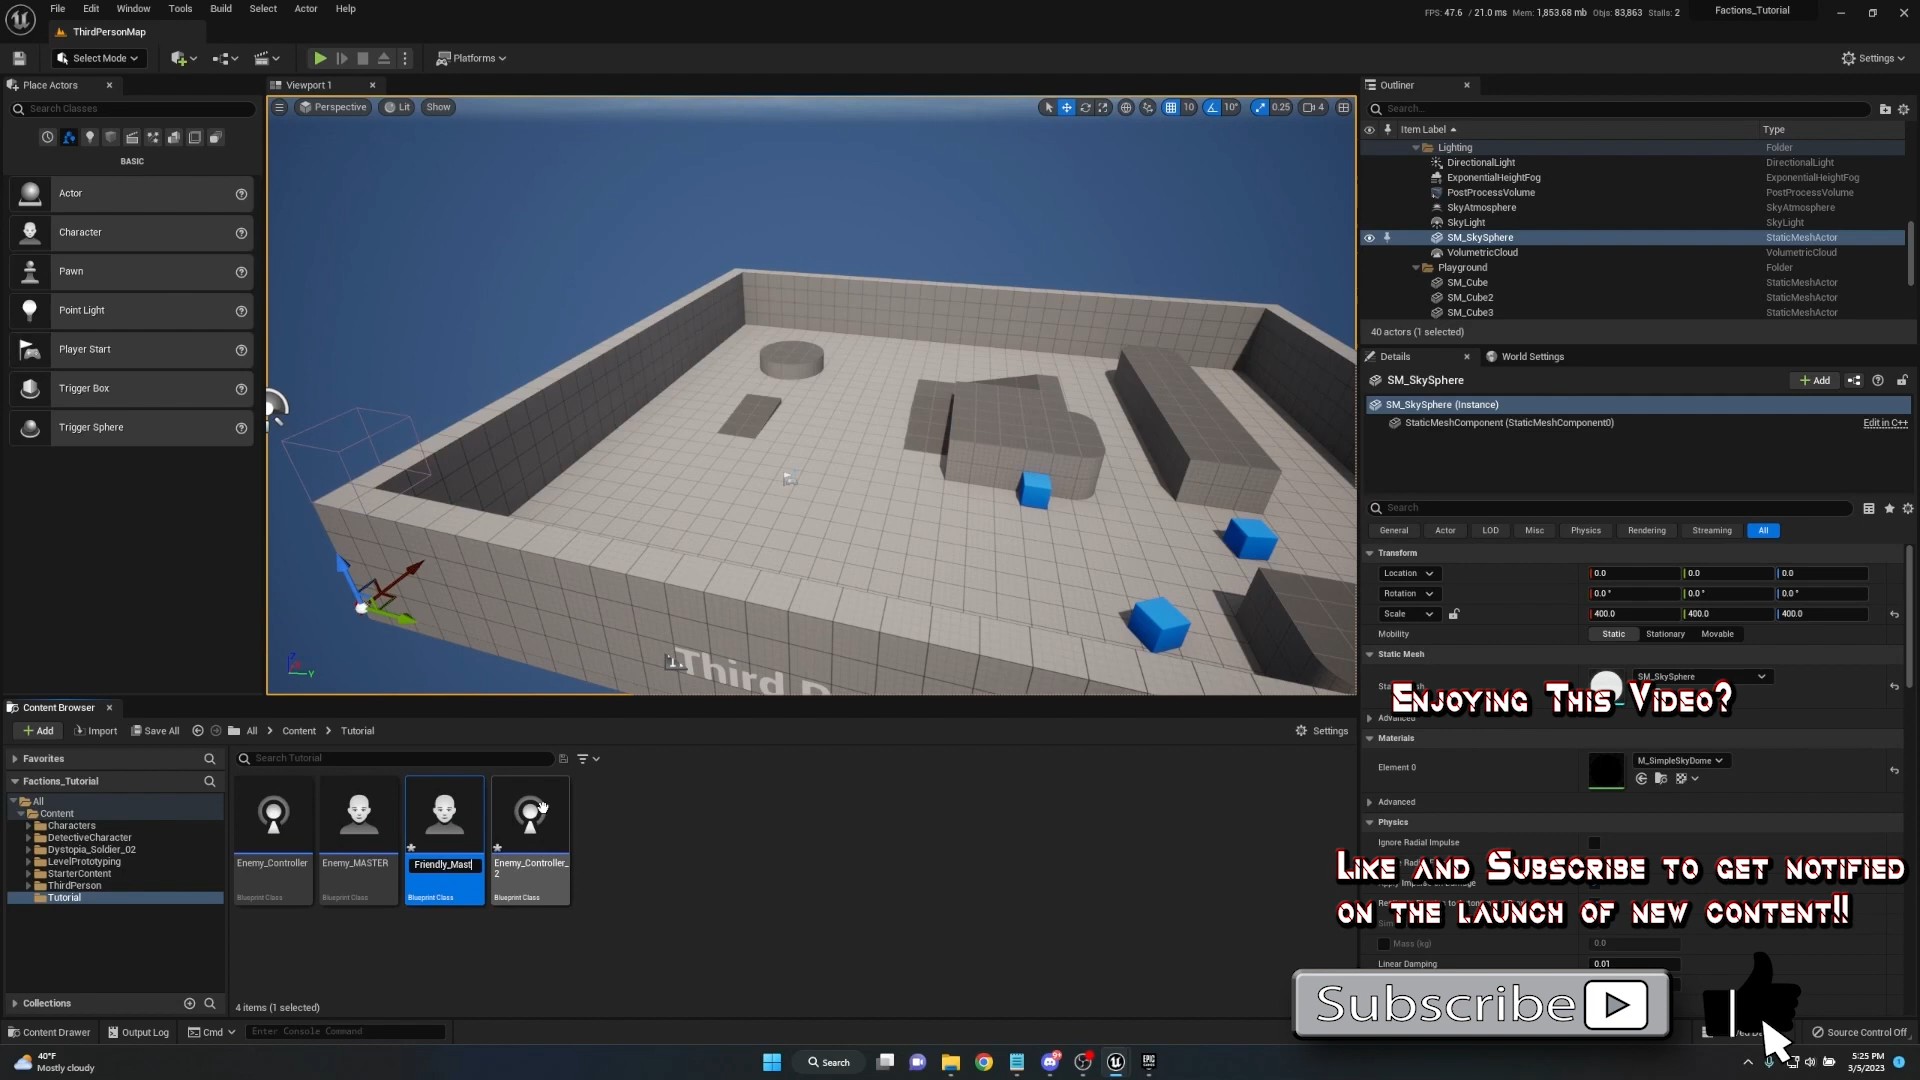 File Edit Window Tools Build Select Actor Help
FPS: 47.6 / 21.0 ms Mem: 1,853.68 mb Objs: 83,863 Stalls: 2
Factions_Tutorial
ThirdPersonMap
Select Mode
Platforms
Settings
Place Actors
Search Classes
BASIC
Actor
Character
Pawn
Point Light
Player Start
Trigger Box
Trigger Sphere
Viewport 1
Perspective Lit Show
10 10° 0.25 4
Third
Outliner
Search...
Item Label Type
Lighting Folder
DirectionalLight DirectionalLight
ExponentialHeightFog ExponentialHeightFog
PostProcessVolume PostProcessVolume
SkyAtmosphere SkyAtmosphere
SkyLight SkyLight
SM_SkySphere StaticMeshActor
VolumetricCloud VolumetricCloud
Playground Folder
SM_Cube StaticMeshActor
SM_Cube2 StaticMeshActor
SM_Cube3 StaticMeshActor
40 actors (1 selected)
Details World Settings
SM_SkySphere
Add
SM_SkySphere (Instance)
StaticMeshComponent (StaticMeshComponent0) Edit in C++
Search
General Actor LOD Misc Physics Rendering Streaming All
Transform
Location 0.0 0.0 0.0
Rotation 0.0° 0.0° 0.0°
Scale 400.0 400.0 400.0
Mobility Static Stationary Movable
Static Mesh
SM_SkySphere
Enjoying This Video?
Advanced
Materials
Element 0 M_SimpleSkyDome
Advanced
Physics
Ignore Radial Impulse
Like and Subscribe to get notified
on the launch of new content!!
Mass (kg) 0.0
Linear Damping 0.01
Subscribe
Content Browser
Add Import Save All All Content Tutorial Settings
Favorites
Factions_Tutorial
All
Content
Characters
DetectiveCharacter
Dystopia_Soldier_02
LevelPrototyping
StarterContent
ThirdPerson
Tutorial
Collections
Search Tutorial
Enemy_Controller
Blueprint Class
Enemy_MASTER
Blueprint Class
Friendly_Mast
Blueprint Class
Enemy_Controller_
2
Blueprint Class
4 items (1 selected)
Content Drawer Output Log Cmd Enter Console Command
Source Control Off
40°F
Mostly cloudy
Search
5:25 PM
3/5/2023